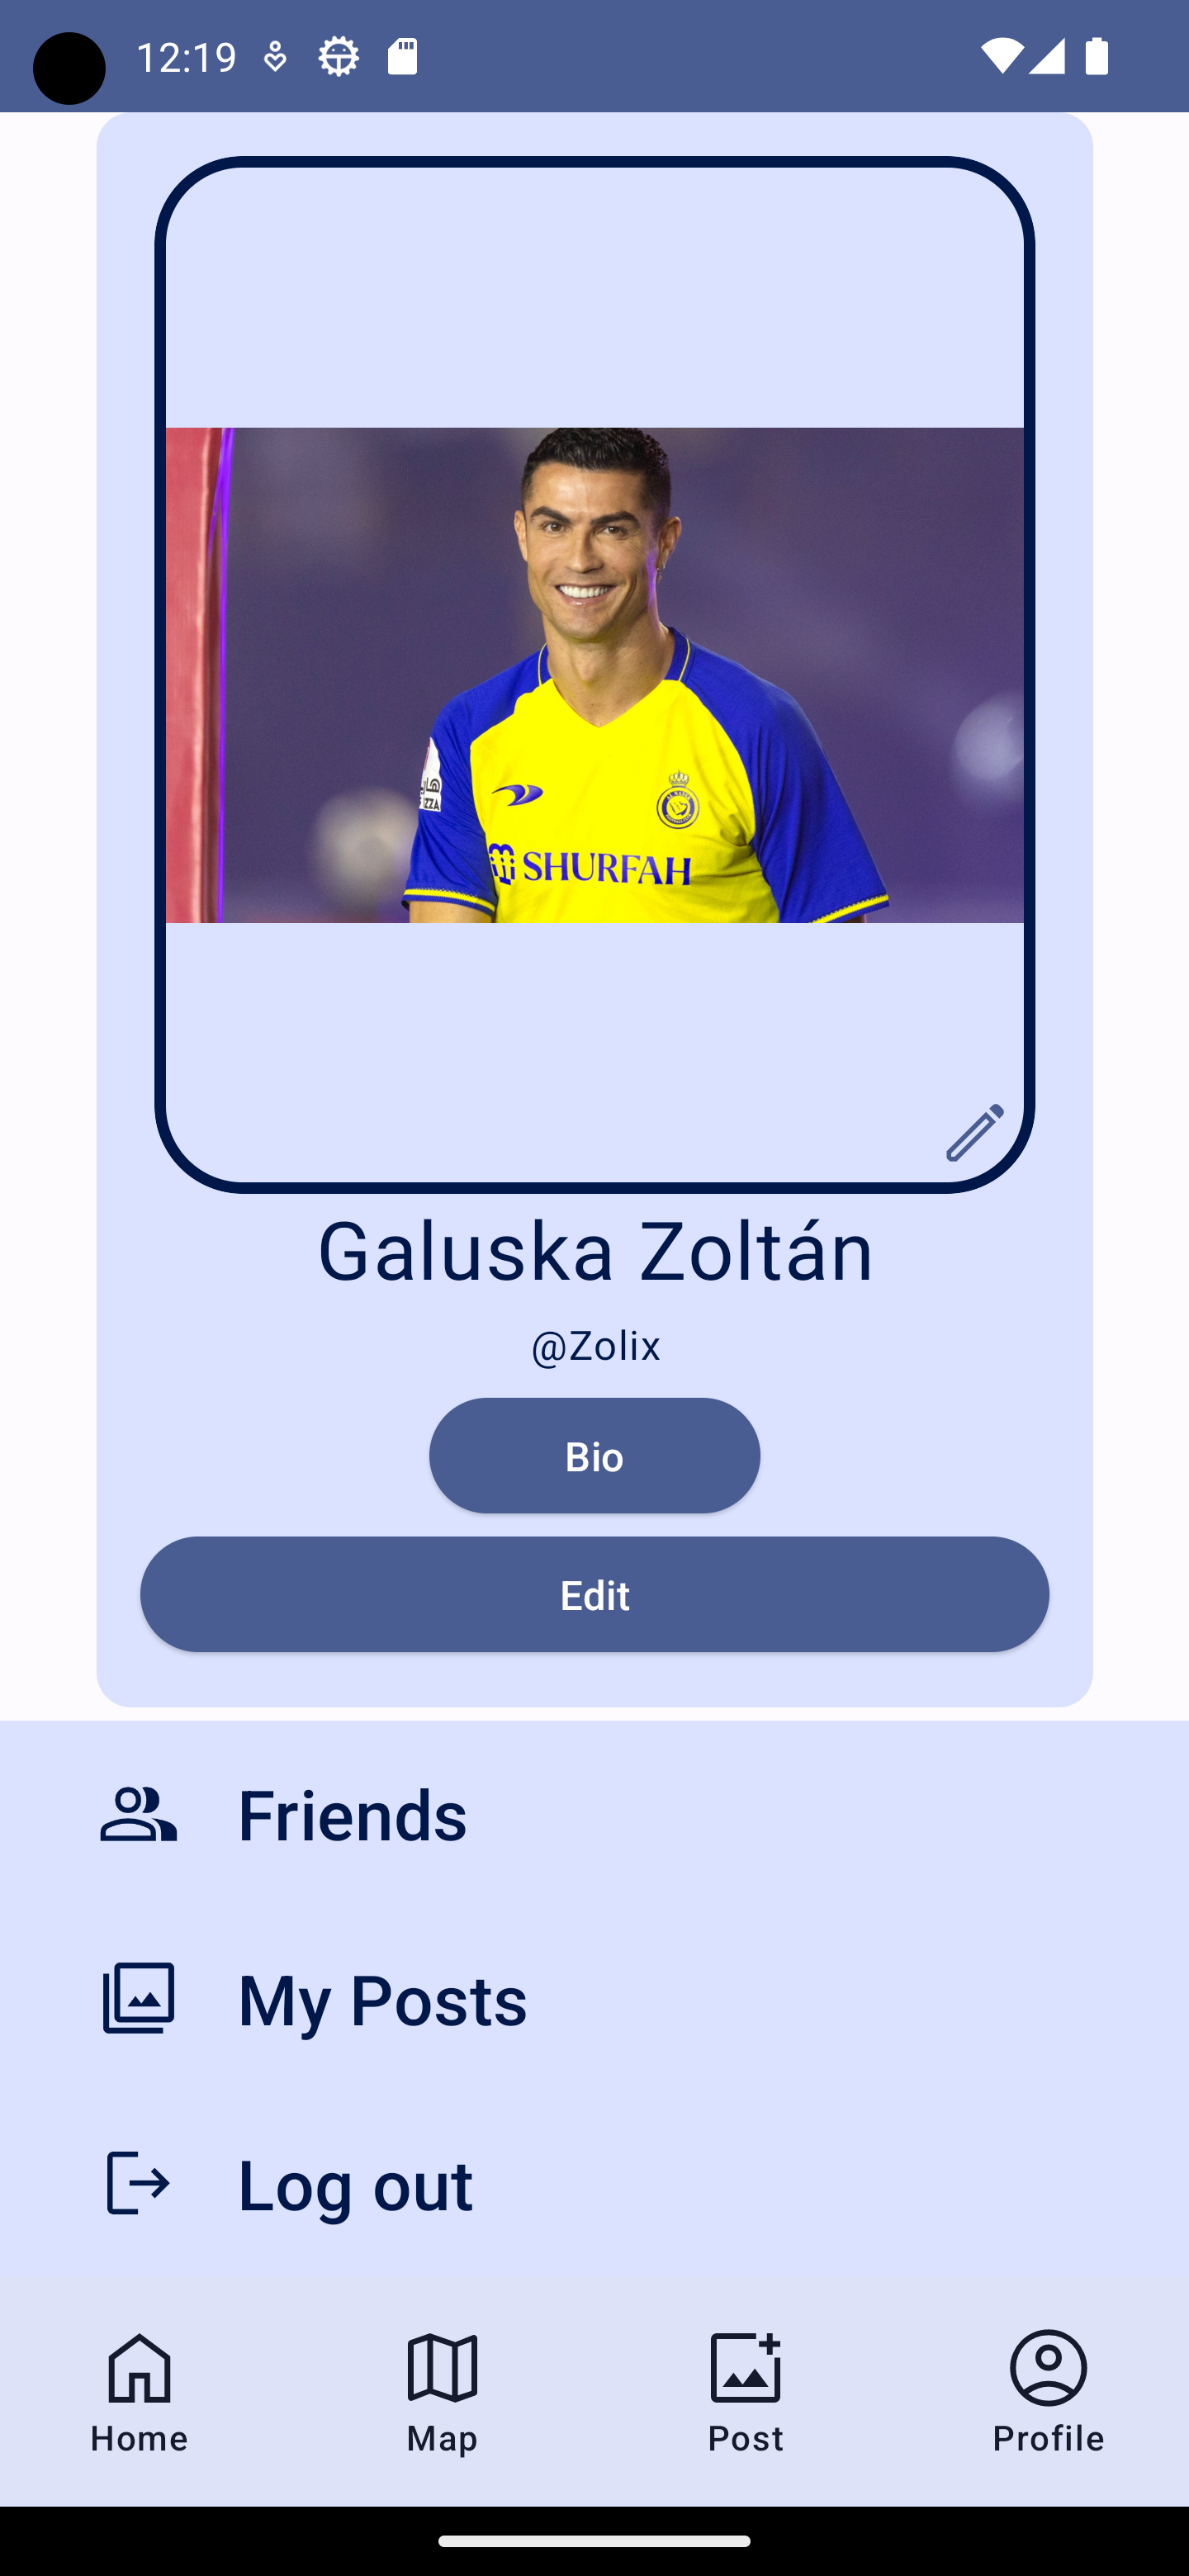 12:19
SHURFAH
Galuska Zoltán
@Zolix
Bio
Edit
Friends
My Posts
Log out
Home
Map
Post
Profile